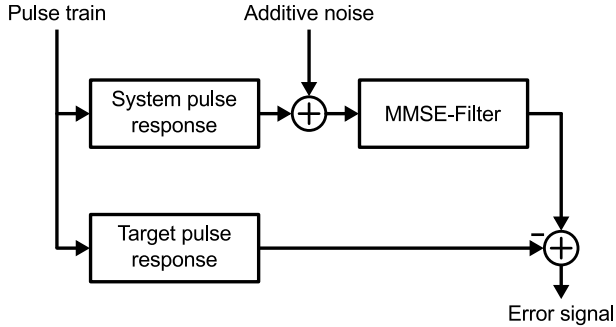 Pulse train
Additive noise
System pulse
response
MMSE-Filter
Target pulse
response
Error signal